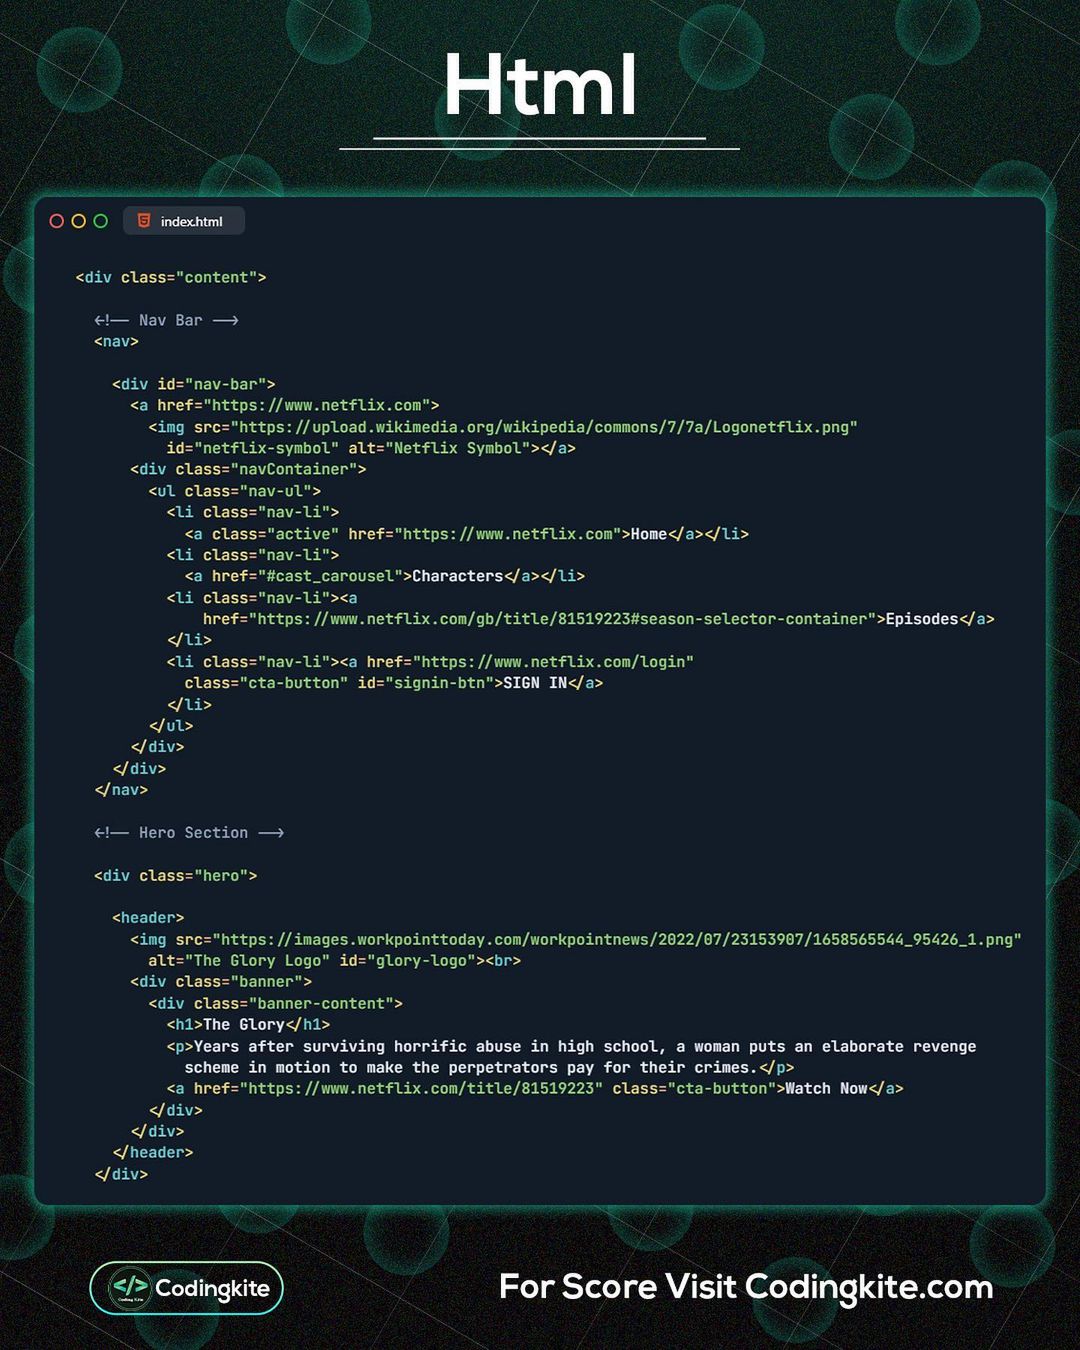 Html
index.html
<div class="content">
<!-- Nav Bar -->
<nav>
<div id="nav-bar">
<a href="https://www.netflix.com">
<img src="https://upload.wikimedia.org/wikipedia/commons/7/7a/Logonetflix.png"
id="netflix-symbol" alt="Netflix Symbol"></a>
<div class="navContainer">
<ul class="nav-ul">
<li class="nav-li">
<a class="active" href="https://www.netflix.com">Home</a></li>
<li class="nav-li">
<a href="#cast_carousel">Characters</a></li>
<li class="nav-li"><a
href="https://www.netflix.com/gb/title/81519223#season-selector-container">Episodes</a>
</li>
<li class="nav-li"><a href="https://www.netflix.com/login"
class="cta-button" id="signin-btn">SIGN IN</a>
</li>
</ul>
</div>
</div>
</nav>
<!-- Hero Section -->
<div class="hero">
<header>
<img src="https://images.workpointtoday.com/workpointnews/2022/07/23153907/1658565544_95426_1.png"
alt="The Glory Logo" id="glory-logo"><br>
<div class="banner">
<div class="banner-content">
<h1>The Glory</h1>
<p>Years after surviving horrific abuse in high school, a woman puts an elaborate revenge
scheme in motion to make the perpetrators pay for their crimes.</p>
<a href="https://www.netflix.com/title/81519223" class="cta-button">Watch Now</a>
</div>
</div>
</header>
</div>
</> Codingkite
Coding Kite
For Score Visit Codingkite.com